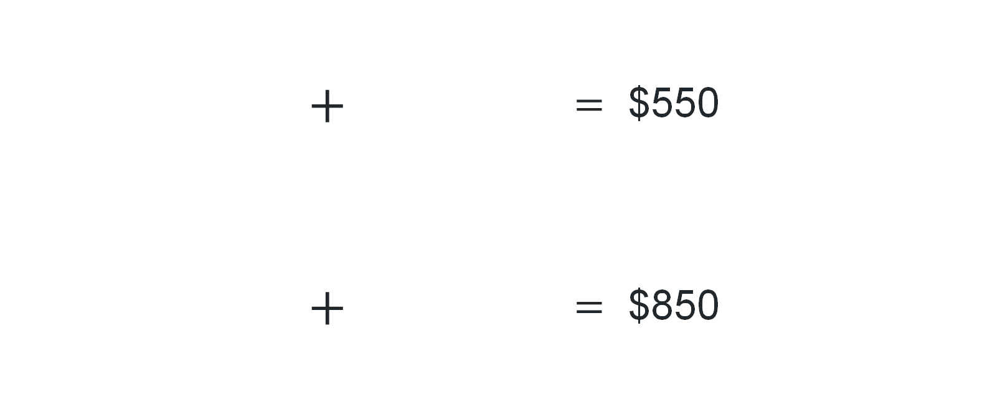 + = $550
+ = $850